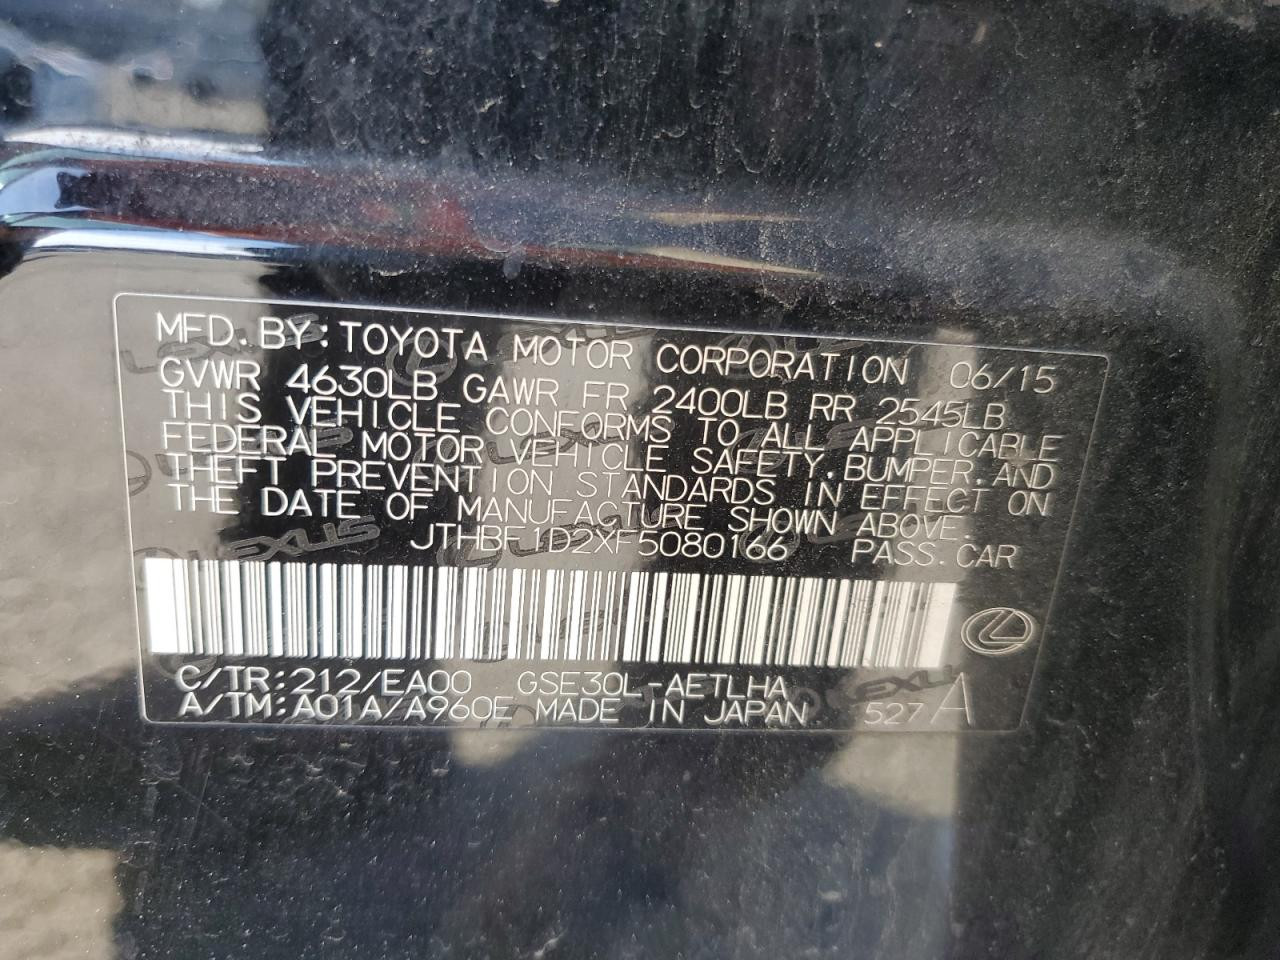 MFD. BY: TOYOTA MOTOR CORPORATION 06/15
GVWR 4630LB GAWR FR 2400LB RR 2545LB
THIS VEHICLE CONFORMS TO ALL APPLICABLE
FEDERAL MOTOR VEHICLE SAFETY, BUMPER, AND
THEFT PREVENTION STANDARDS IN EFFECT ON
THE DATE OF MANUFACTURE SHOWN ABOVE.
JTHBF1D2XF5080166 PASS. CAR
C/TR: 212/EA00 GSE30L-AETLHA
A/TM: A01A/A960E MADE IN JAPAN 527 A